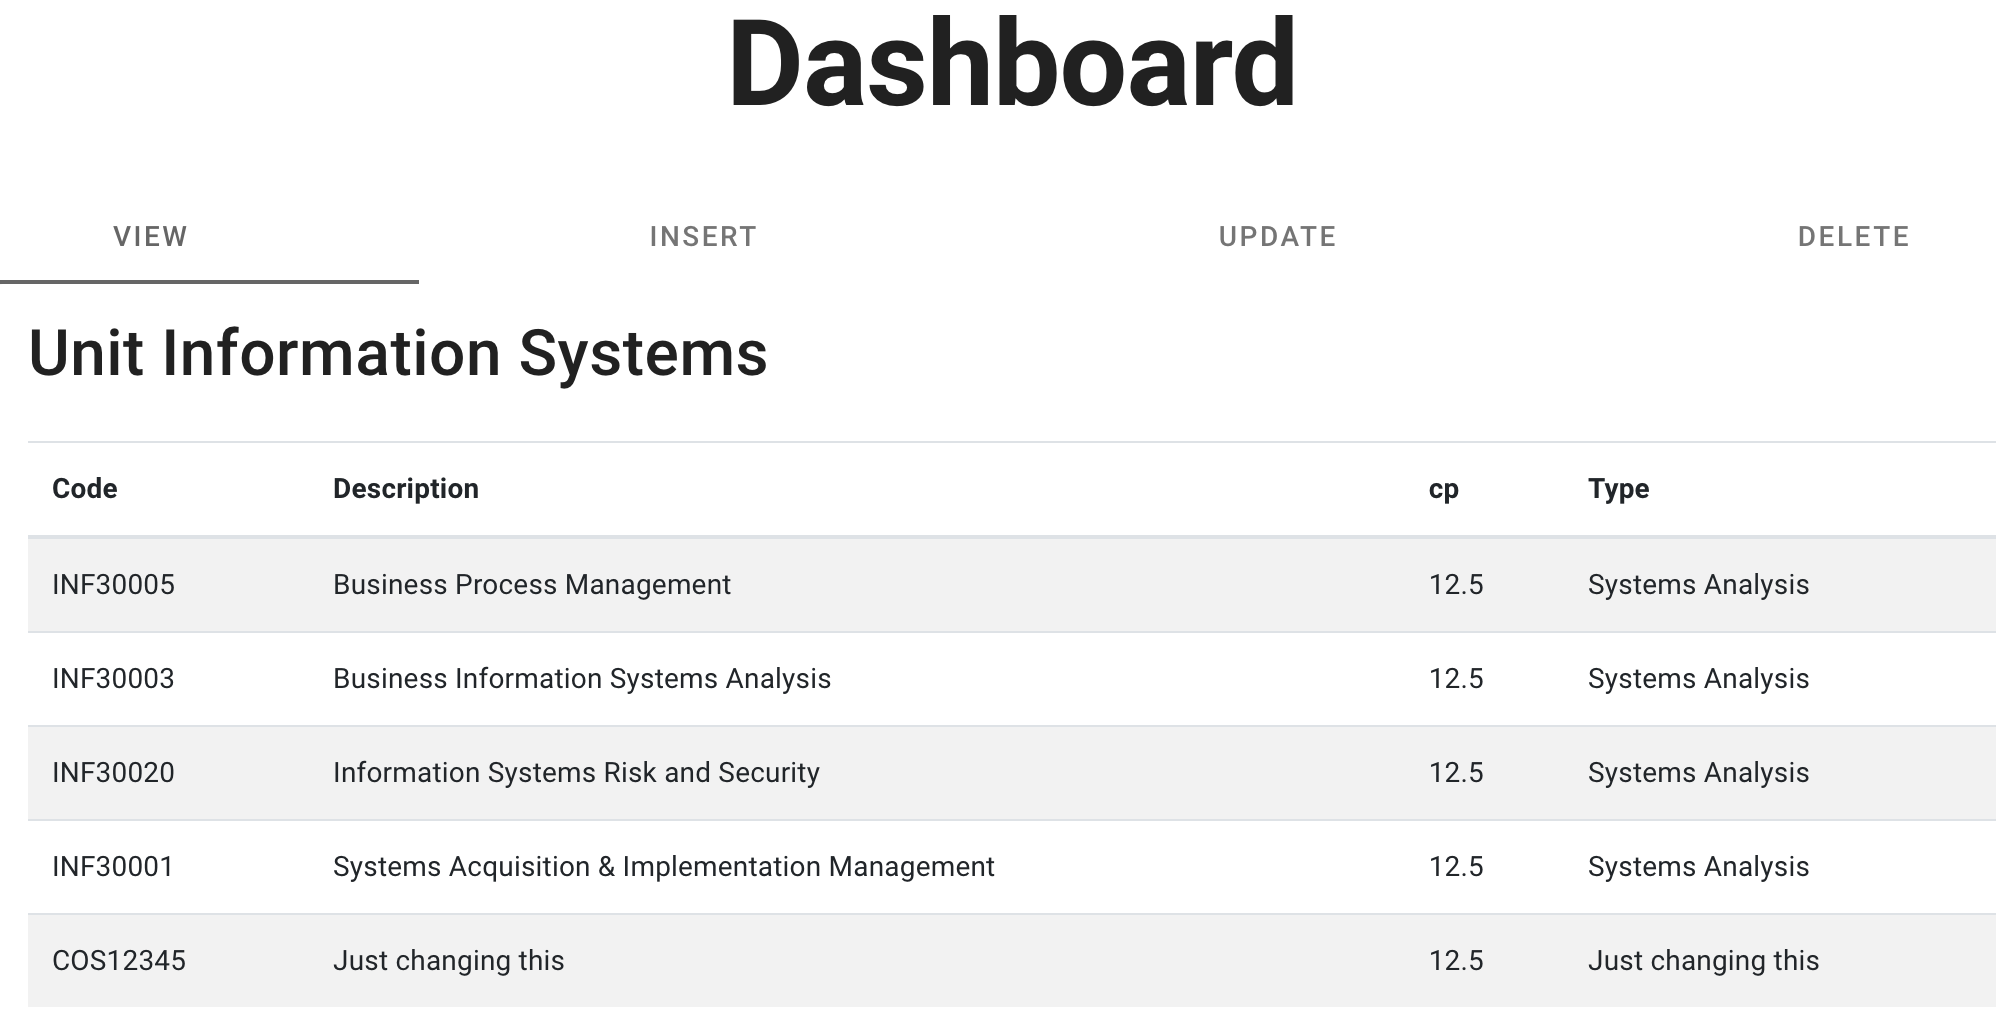 Dashboard
VIEW INSERT UPDATE DELETE
Unit Information Systems
Code Description cp Type
INF30005 Business Process Management 12.5 Systems Analysis
INF30003 Business Information Systems Analysis 12.5 Systems Analysis
INF30020 Information Systems Risk and Security 12.5 Systems Analysis
INF30001 Systems Acquisition & Implementation Management 12.5 Systems Analysis
COS12345 Just changing this 12.5 Just changing this